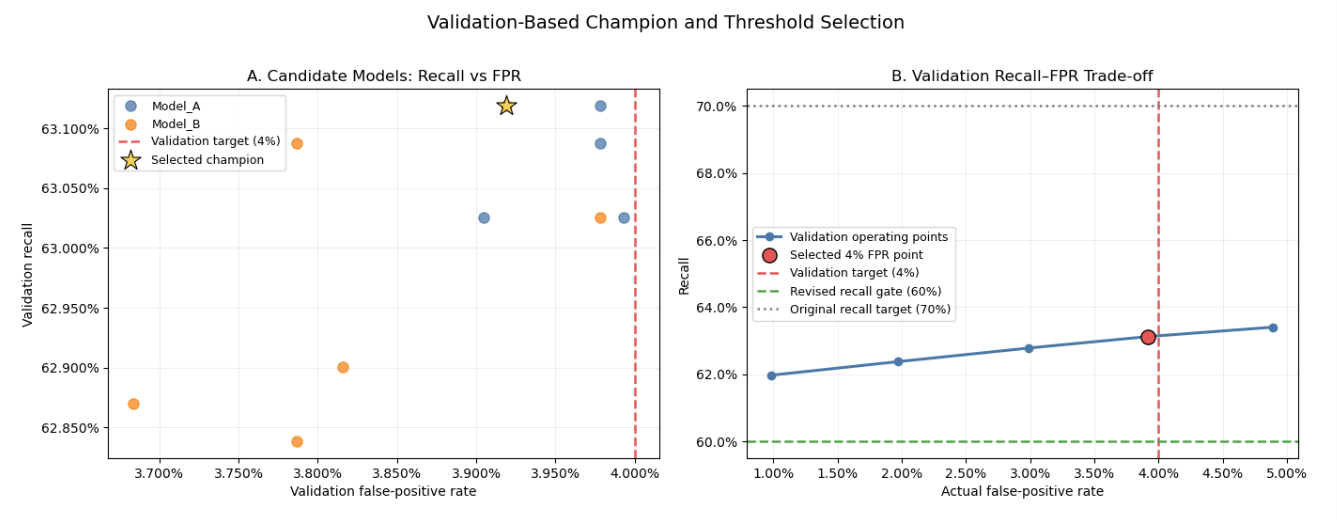 Validation-Based Champion and Threshold Selection
A. Candidate Models: Recall vs FPR
Model_A
Model_B
Validation target (4%)
Selected champion
63.100%
63.050%
63.000%
62.950%
62.900%
62.850%
Validation recall
3.700%
3.750%
3.800%
3.850%
3.900%
3.950%
4.000%
Validation false-positive rate
B. Validation Recall–FPR Trade-off
70.0%
68.0%
66.0%
64.0%
62.0%
60.0%
Recall
Validation operating points
Selected 4% FPR point
Validation target (4%)
Revised recall gate (60%)
Original recall target (70%)
1.00%
1.50%
2.00%
2.50%
3.00%
3.50%
4.00%
4.50%
5.00%
Actual false-positive rate